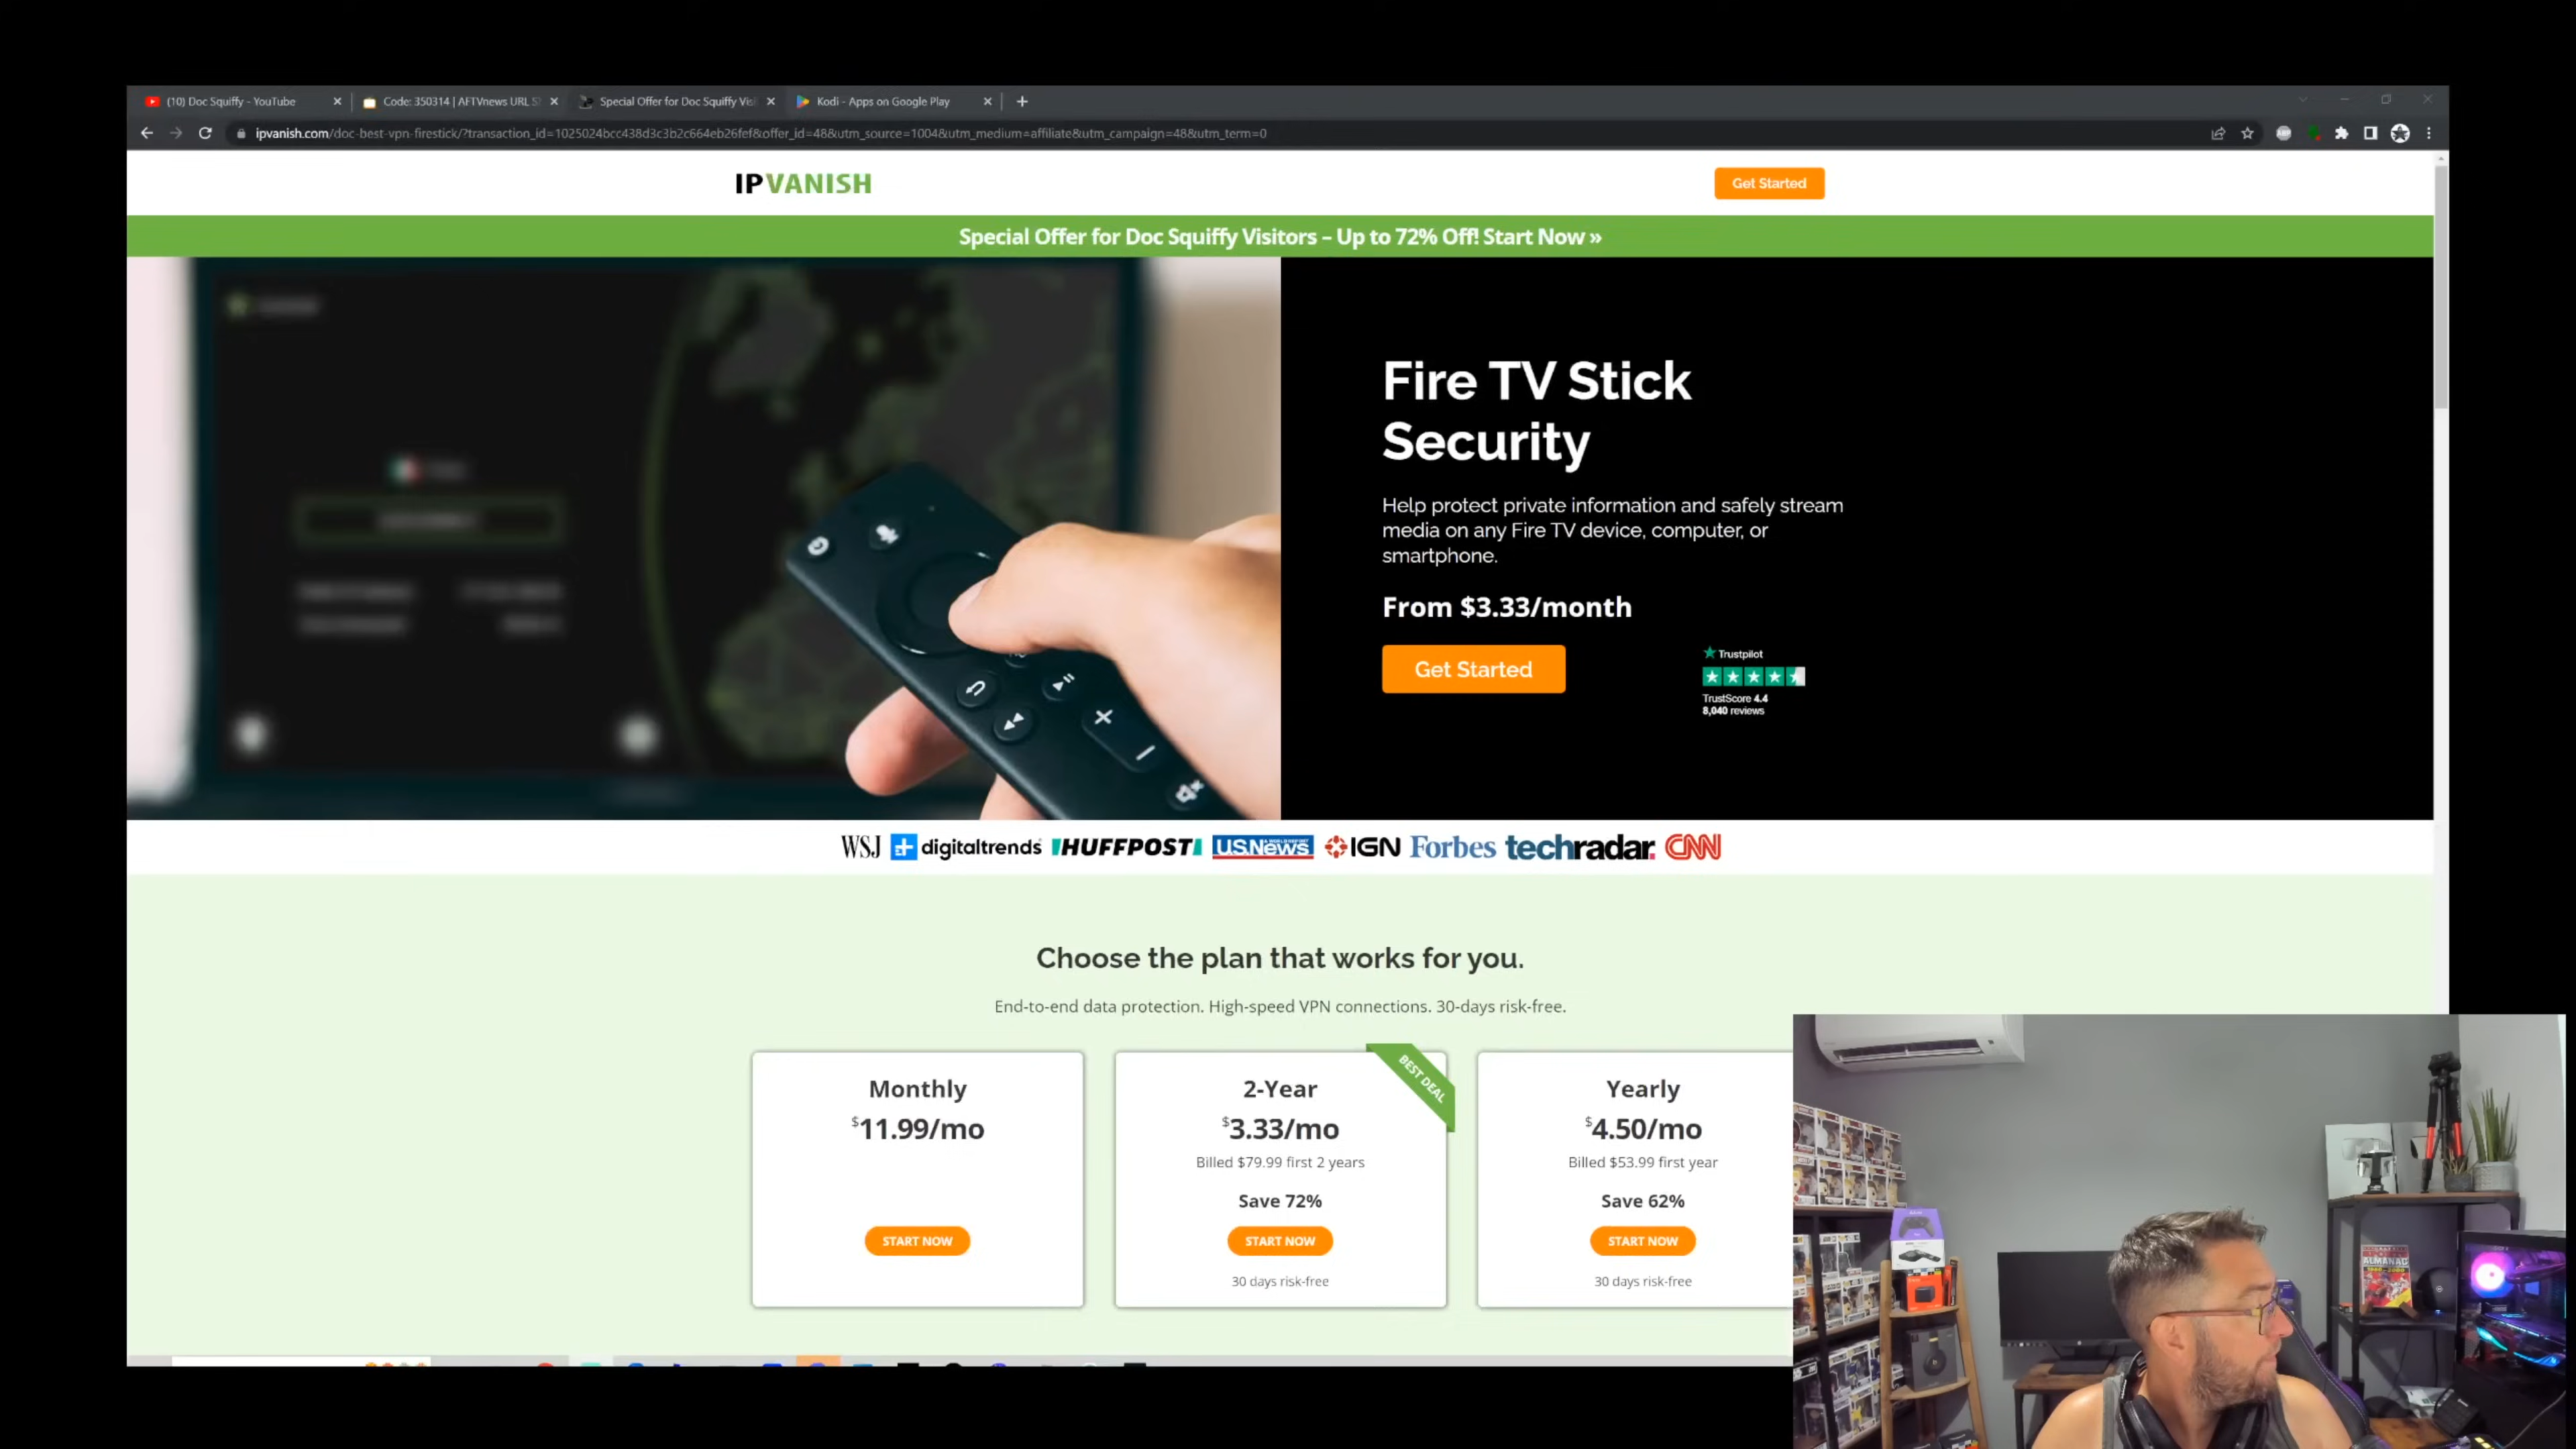 (10) Doc Squiffy - YouTube
Code: 350314 | AFTVnews URL S
Special Offer for Doc Squiffy Visi
Kodi - Apps on Google Play
ipvanish.com/doc-best-vpn-firestick/?transaction_id=1025024bcc438d3c3b2c664eb26fef&offer_id=48&utm_source=1004&utm_medium=affiliate&utm_campaign=48&utm_term=0
IPVANISH
Get Started
Special Offer for Doc Squiffy Visitors – Up to 72% Off! Start Now »
Fire TV Stick
Security
Help protect private information and safely stream
media on any Fire TV device, computer, or
smartphone.
From $3.33/month
Get Started
Trustpilot
TrustScore 4.4
8,040 reviews
WSJ digitaltrends HUFFPOST U.S.News IGN Forbes techradar. CNN
Choose the plan that works for you.
End-to-end data protection. High-speed VPN connections. 30-days risk-free.
Monthly
$11.99/mo
START NOW
BEST DEAL
2-Year
$3.33/mo
Billed $79.99 first 2 years
Save 72%
START NOW
30 days risk-free
Yearly
$4.50/mo
Billed $53.99 first year
Save 62%
START NOW
30 days risk-free
SPORTS
ALMANAC